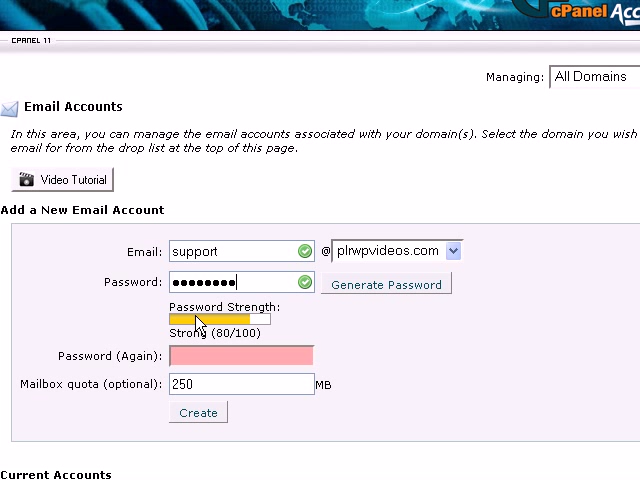 cPanel Acc
CPANEL 11
Managing: All Domains
Email Accounts
In this area, you can manage the email accounts associated with your domain(s). Select the domain you wish
email for from the drop list at the top of this page.
Video Tutorial
Add a New Email Account
Email: support @ plrwpvideos.com
Password: ●●●●●●●● Generate Password
Password Strength:
Strong (80/100)
Password (Again):
Mailbox quota (optional): 250 MB
Create
Current Accounts